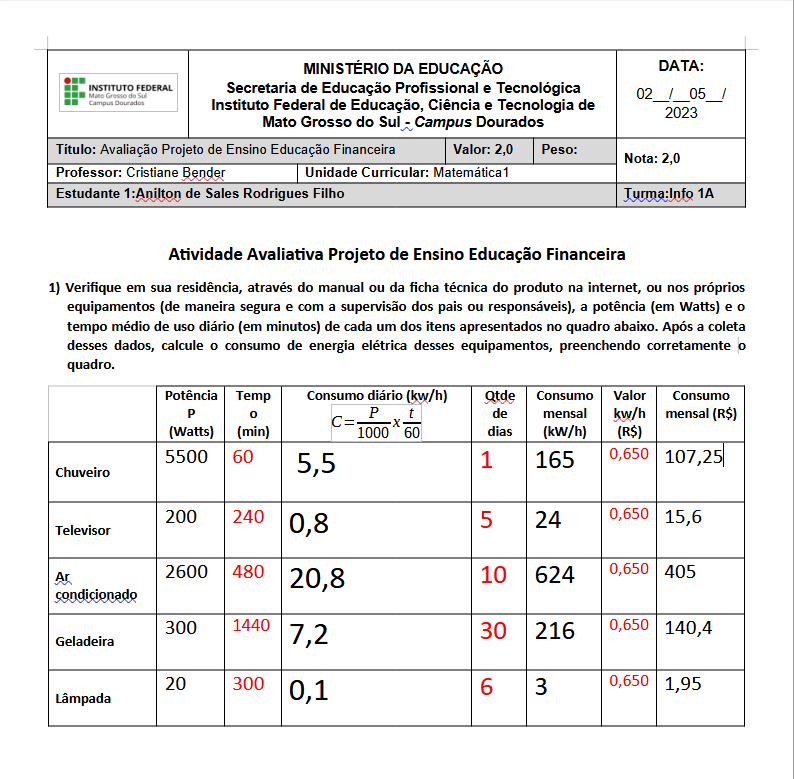 INSTITUTO FEDERAL
Mato Grosso do Sul
Campus Dourados
MINISTÉRIO DA EDUCAÇÃO
Secretaria de Educação Profissional e Tecnológica
Instituto Federal de Educação, Ciência e Tecnologia de
Mato Grosso do Sul - Campus Dourados
DATA:
02__/__05__/
2023
Título: Avaliação Projeto de Ensino Educação Financeira Valor: 2,0 Peso:
Nota: 2,0
Professor: Cristiane Bender Unidade Curricular: Matemática1
Estudante 1:Anilton de Sales Rodrigues Filho Turma:Info 1A
Atividade Avaliativa Projeto de Ensino Educação Financeira
1) Verifique em sua residência, através do manual ou da ficha técnica do produto na internet, ou nos próprios
equipamentos (de maneira segura e com a supervisão dos pais ou responsáveis), a potência (em Watts) e o
tempo médio de uso diário (em minutos) de cada um dos itens apresentados no quadro abaixo. Após a coleta
desses dados, calcule o consumo de energia elétrica desses equipamentos, preenchendo corretamente o
quadro.
Potência
P
(Watts)
Temp
o
(min)
Consumo diário (kw/h)
C = P/1000 x t/60
Qtde
de
dias
Consumo
mensal
(kW/h)
Valor
kw/h
(R$)
Consumo
mensal (R$)
Chuveiro 5500 60 5,5 1 165 0,650 107,25
Televisor 200 240 0,8 5 24 0,650 15,6
Ar
condicionado 2600 480 20,8 10 624 0,650 405
Geladeira 300 1440 7,2 30 216 0,650 140,4
Lâmpada 20 300 0,1 6 3 0,650 1,95